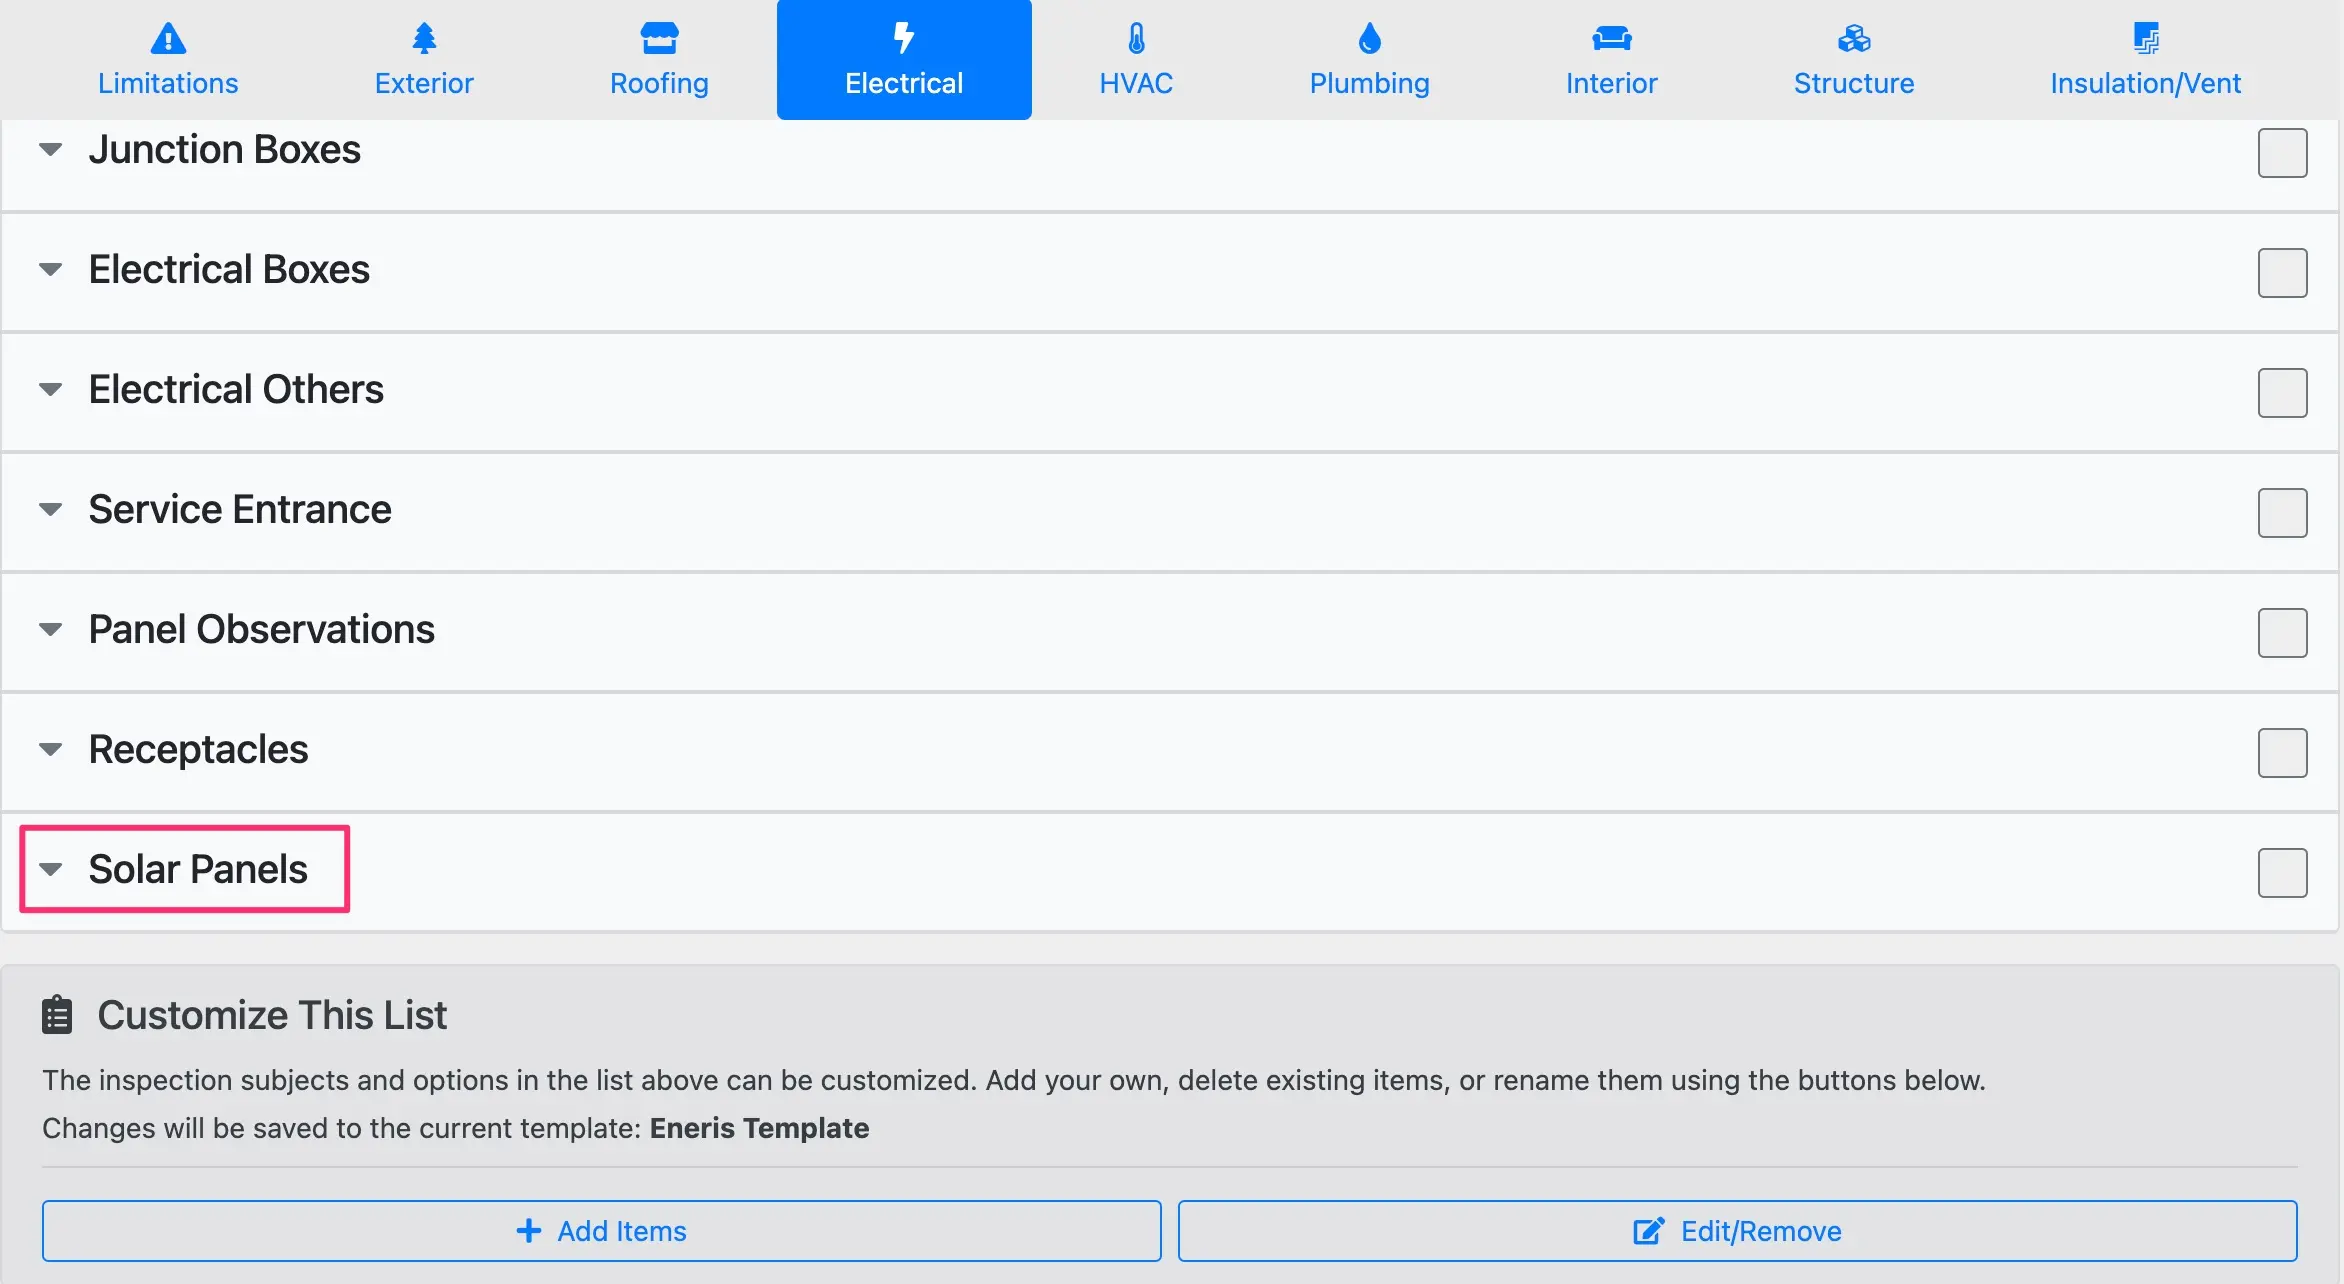 Limitations
Exterior
Roofing
Electrical
HVAC
Plumbing
Interior
Structure
Insulation/Vent
Junction Boxes
Electrical Boxes
Electrical Others
Service Entrance
Panel Observations
Receptacles
Solar Panels
Customize This List
The inspection subjects and options in the list above can be customized. Add your own, delete existing items, or rename them using the buttons below.
Changes will be saved to the current template: Eneris Template
Add Items
Edit/Remove